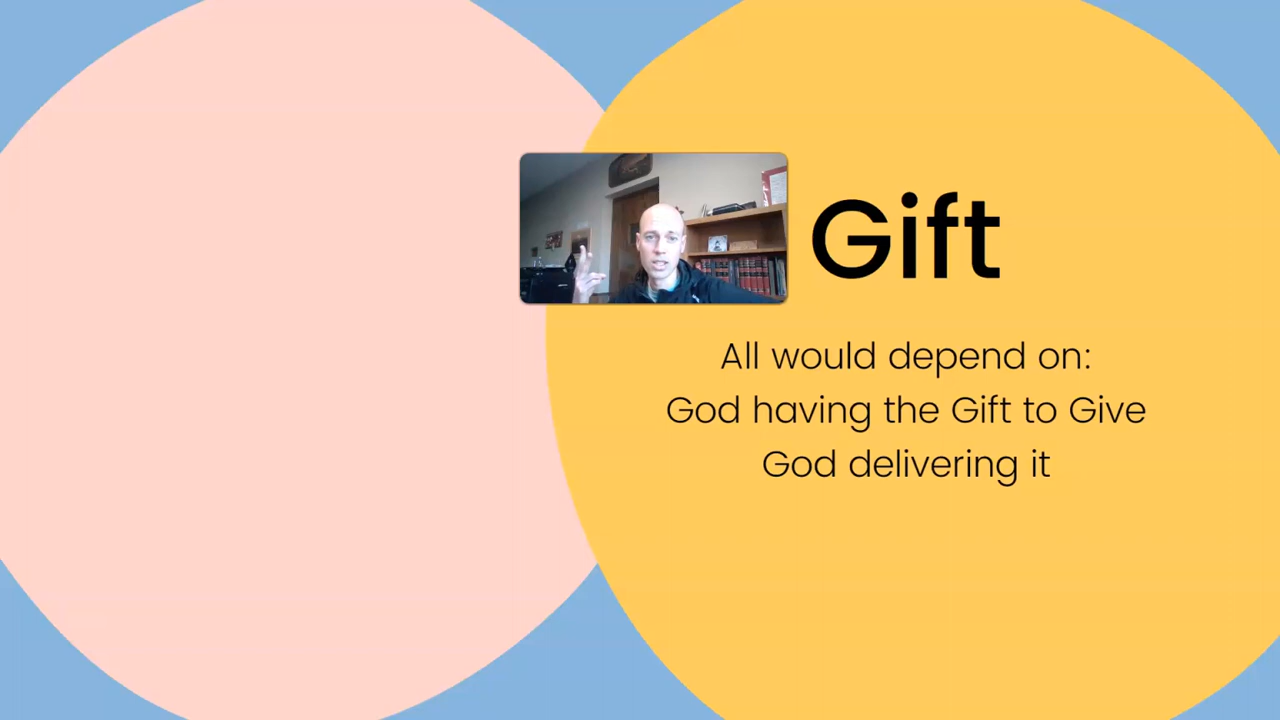 Gift
All would depend on:
God having the Gift to Give
God delivering it